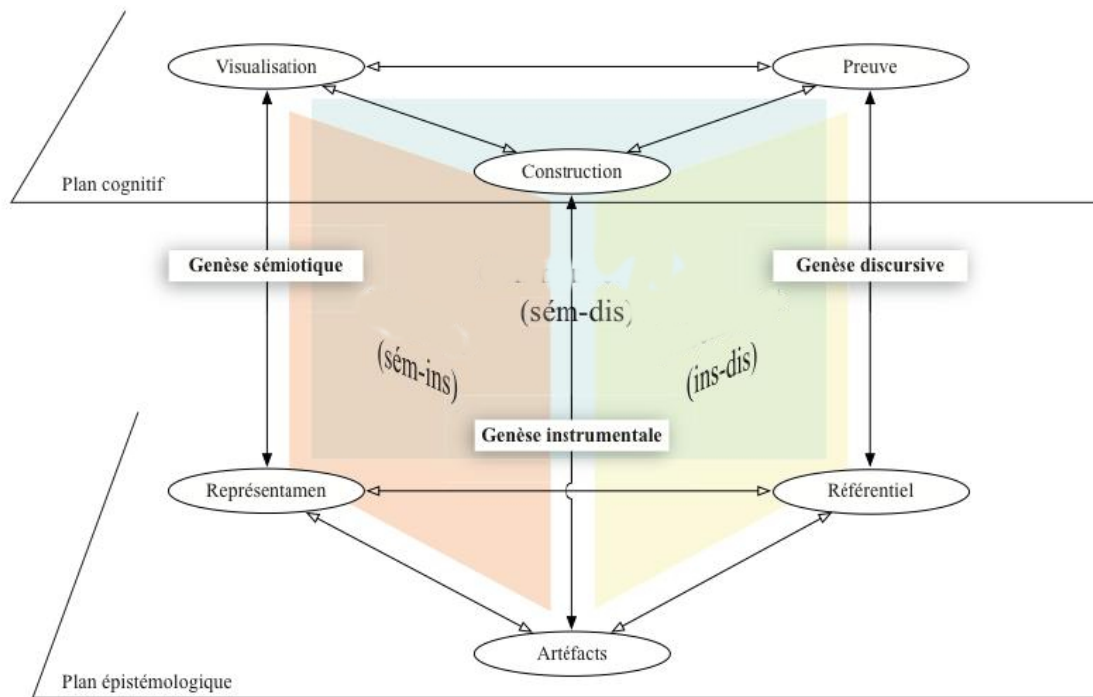 Visualisation
Preuve
Construction
Plan cognitif
Genèse sémiotique
Genèse discursive
(sém-dis)
(sém-ins)
(ins-dis)
Genèse instrumentale
Représentamen
Référentiel
Artéfacts
Plan épistémologique